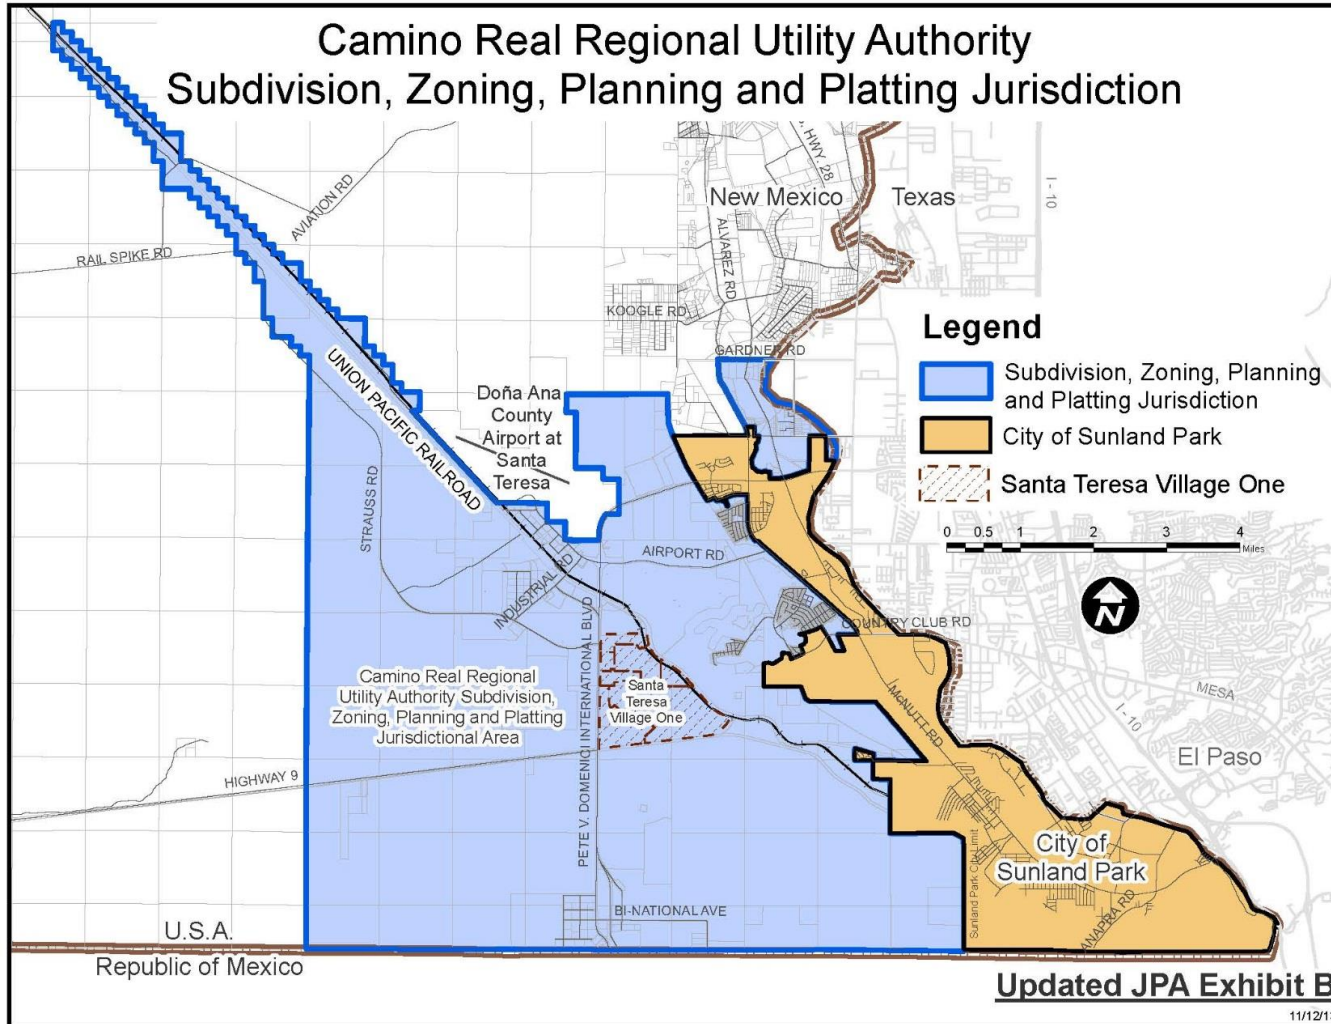 Camino Real Regional Utility Authority
Subdivision, Zoning, Planning and Platting Jurisdiction
HWY. 28
New Mexico
Texas
I - 10
AVIATION RD
ALVAREZ RD
RAIL SPIKE RD
KOOGLE RD
GARDNER RD
Legend
Subdivision, Zoning, Planning
and Platting Jurisdiction
City of Sunland Park
Santa Teresa Village One
0 0.5 1 2 3 4
Miles
N
UNION PACIFIC RAILROAD
Doña Ana
County
Airport at
Santa
Teresa
STRAUSS RD
INDUSTRIAL RD
AIRPORT RD
COUNTRY CLUB RD
PETE V. DOMENICI INTERNATIONAL BLVD
Camino Real Regional
Utility Authority Subdivision,
Zoning, Planning and Platting
Jurisdictional Area
Santa
Teresa
Village One
MCNUTT RD
MESA
I - 10
El Paso
HIGHWAY 9
City of
Sunland Park
Sunland Park City Limit
ANAPRA RD
BI-NATIONAL AVE
U.S.A.
Republic of Mexico
Updated JPA Exhibit B